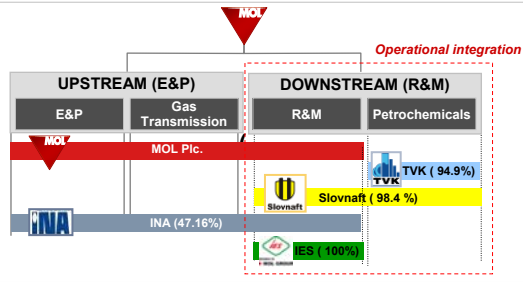 MOL
Operational integration
UPSTREAM (E&P)
DOWNSTREAM (R&M)
E&P
Gas
Transmission
R&M
Petrochemicals
MOL
MOL Plc.
TVK
TVK ( 94.9%)
Slovnaft
Slovnaft ( 98.4 %)
INA
INA (47.16%)
ies
IES ( 100%)